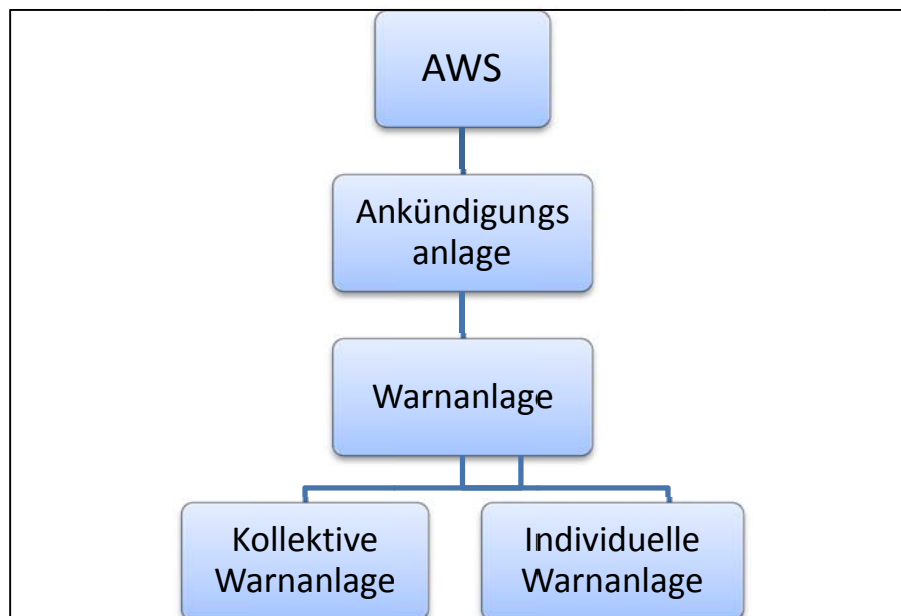 AWS
Ankündigungs
anlage
Warnanlage
Kollektive
Warnanlage
Individuelle
Warnanlage